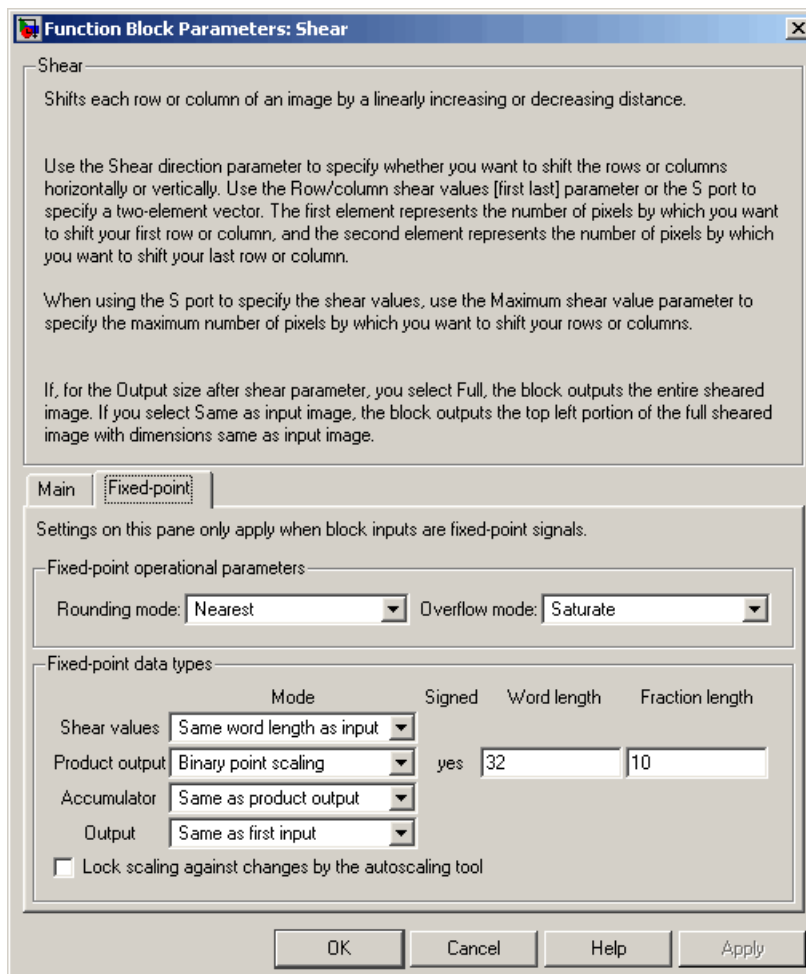 Function Block Parameters: Shear
Shear
Shifts each row or column of an image by a linearly increasing or decreasing distance.
Use the Shear direction parameter to specify whether you want to shift the rows or columns
horizontally or vertically. Use the Row/column shear values [first last] parameter or the S port to
specify a two-element vector. The first element represents the number of pixels by which you want
to shift your first row or column, and the second element represents the number of pixels by which
you want to shift your last row or column.
When using the S port to specify the shear values, use the Maximum shear value parameter to
specify the maximum number of pixels by which you want to shift your rows or columns.
If, for the Output size after shear parameter, you select Full, the block outputs the entire sheared
image. If you select Same as input image, the block outputs the top left portion of the full sheared
image with dimensions same as input image.
Main Fixed-point
Settings on this pane only apply when block inputs are fixed-point signals.
Fixed-point operational parameters
Rounding mode: Nearest Overflow mode: Saturate
Fixed-point data types
Mode Signed Word length Fraction length
Shear values Same word length as input
Product output Binary point scaling yes 32 10
Accumulator Same as product output
Output Same as first input
Lock scaling against changes by the autoscaling tool
OK Cancel Help Apply